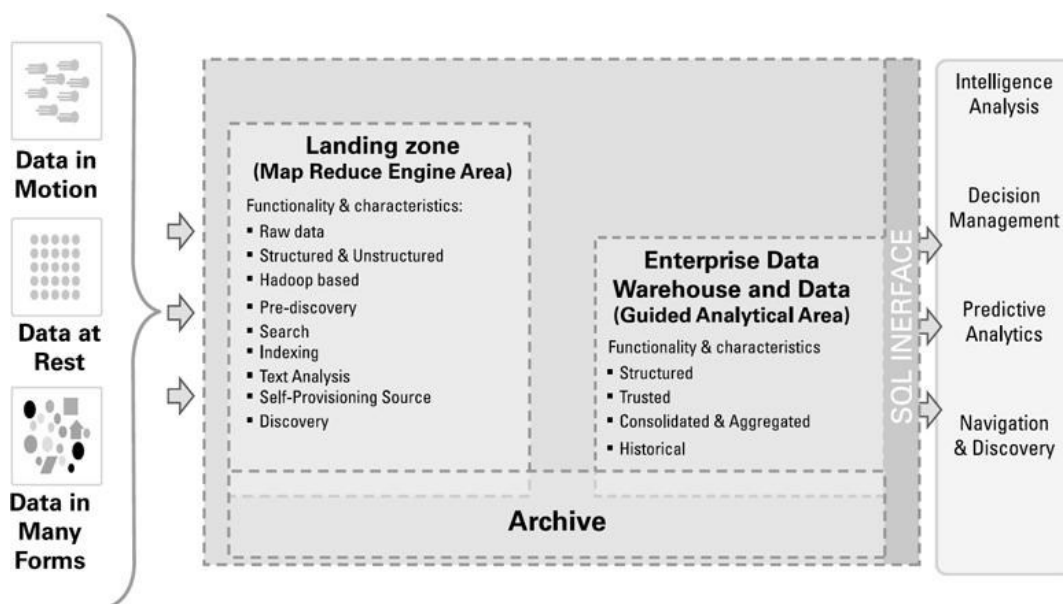 Data in
Motion
Data at
Rest
Data in
Many
Forms
Landing zone
(Map Reduce Engine Area)
Functionality & characteristics:
▪ Raw data
▪ Structured & Unstructured
▪ Hadoop based
▪ Pre-discovery
▪ Search
▪ Indexing
▪ Text Analysis
▪ Self-Provisioning Source
▪ Discovery
Enterprise Data
Warehouse and Data
(Guided Analytical Area)
Functionality & characteristics
▪ Structured
▪ Trusted
▪ Consolidated & Aggregated
▪ Historical
Archive
SQL INERFACE
Intelligence
Analysis
Decision
Management
Predictive
Analytics
Navigation
& Discovery